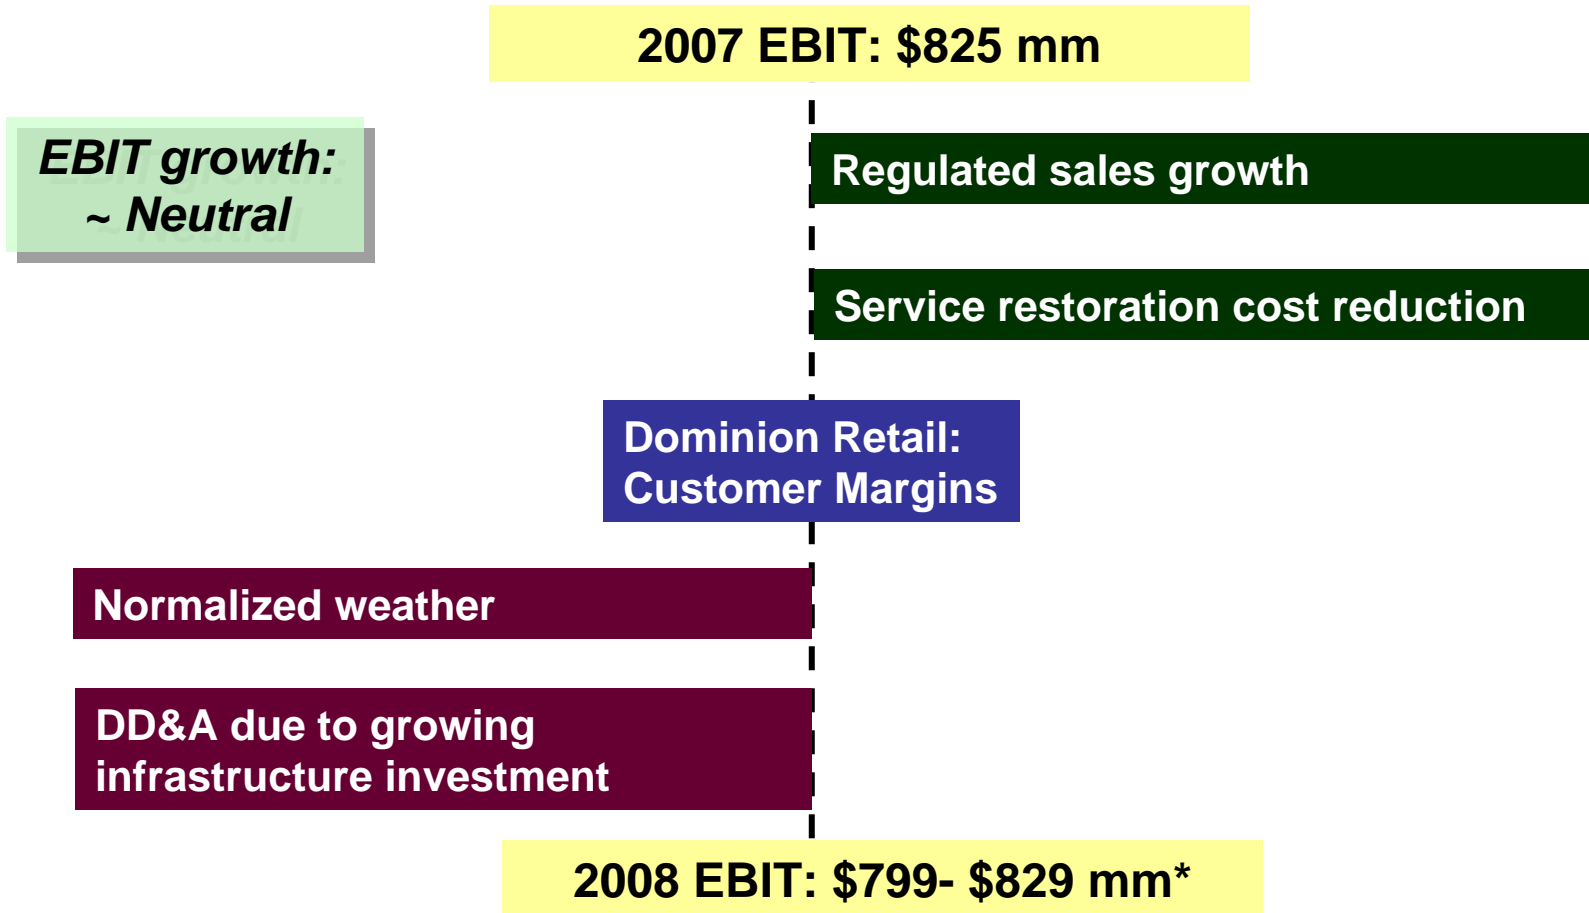 2007 EBIT: $825 mm
EBIT growth:
~ Neutral
Regulated sales growth
Service restoration cost reduction
Dominion Retail:
Customer Margins
Normalized weather
DD&A due to growing
infrastructure investment
2008 EBIT: $799- $829 mm*